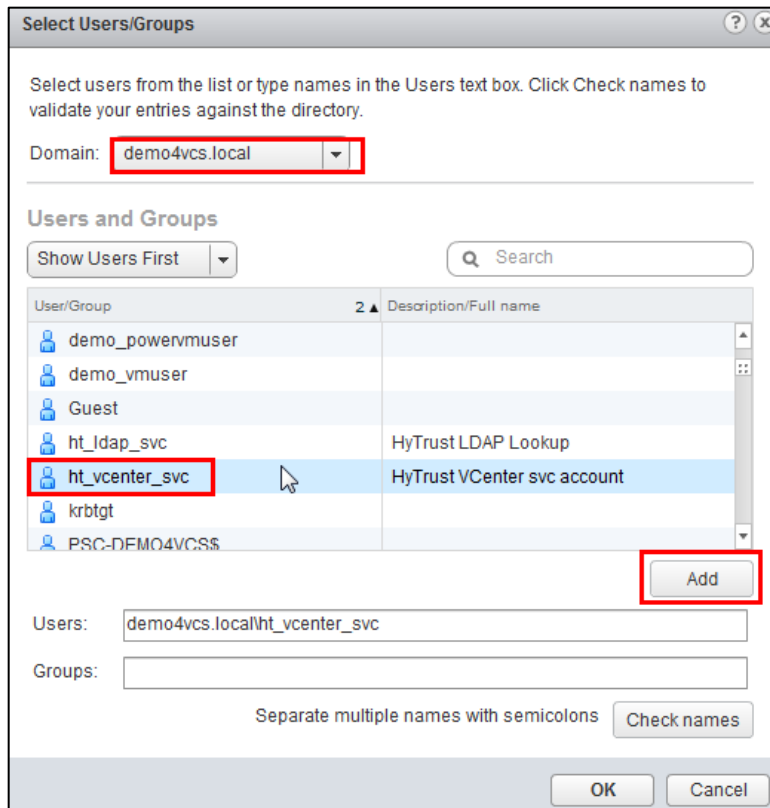 Select Users/Groups
?
x
Select users from the list or type names in the Users text box. Click Check names to
validate your entries against the directory.
Domain: demo4vcs.local
Users and Groups
Show Users First
Search
User/Group 2 ▲ Description/Full name
demo_powervmuser
demo_vmuser
Guest
ht_ldap_svc HyTrust LDAP Lookup
ht_vcenter_svc HyTrust VCenter svc account
krbtgt
PSC-DEMO4VCS$
Add
Users: demo4vcs.local\ht_vcenter_svc
Groups:
Separate multiple names with semicolons Check names
OK Cancel